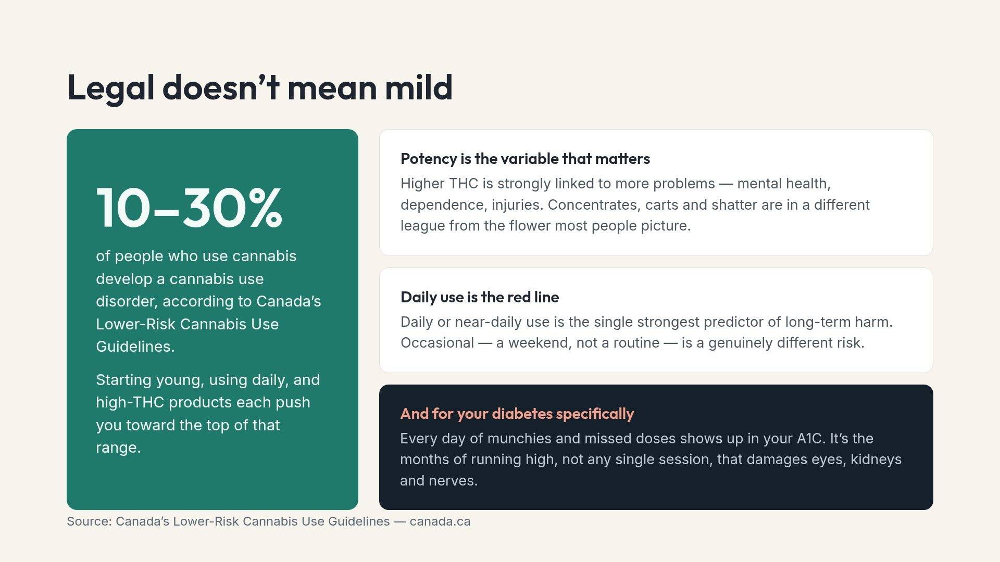 Legal doesn’t mean mild
10–30%
of people who use cannabis
develop a cannabis use
disorder, according to Canada’s
Lower-Risk Cannabis Use
Guidelines.
Starting young, using daily, and
high-THC products each push
you toward the top of that
range.
Potency is the variable that matters
Higher THC is strongly linked to more problems — mental health,
dependence, injuries. Concentrates, carts and shatter are in a different
league from the flower most people picture.
Daily use is the red line
Daily or near-daily use is the single strongest predictor of long-term harm.
Occasional — a weekend, not a routine — is a genuinely different risk.
And for your diabetes specifically
Every day of munchies and missed doses shows up in your A1C. It’s the
months of running high, not any single session, that damages eyes, kidneys
and nerves.
Source: Canada’s Lower-Risk Cannabis Use Guidelines — canada.ca